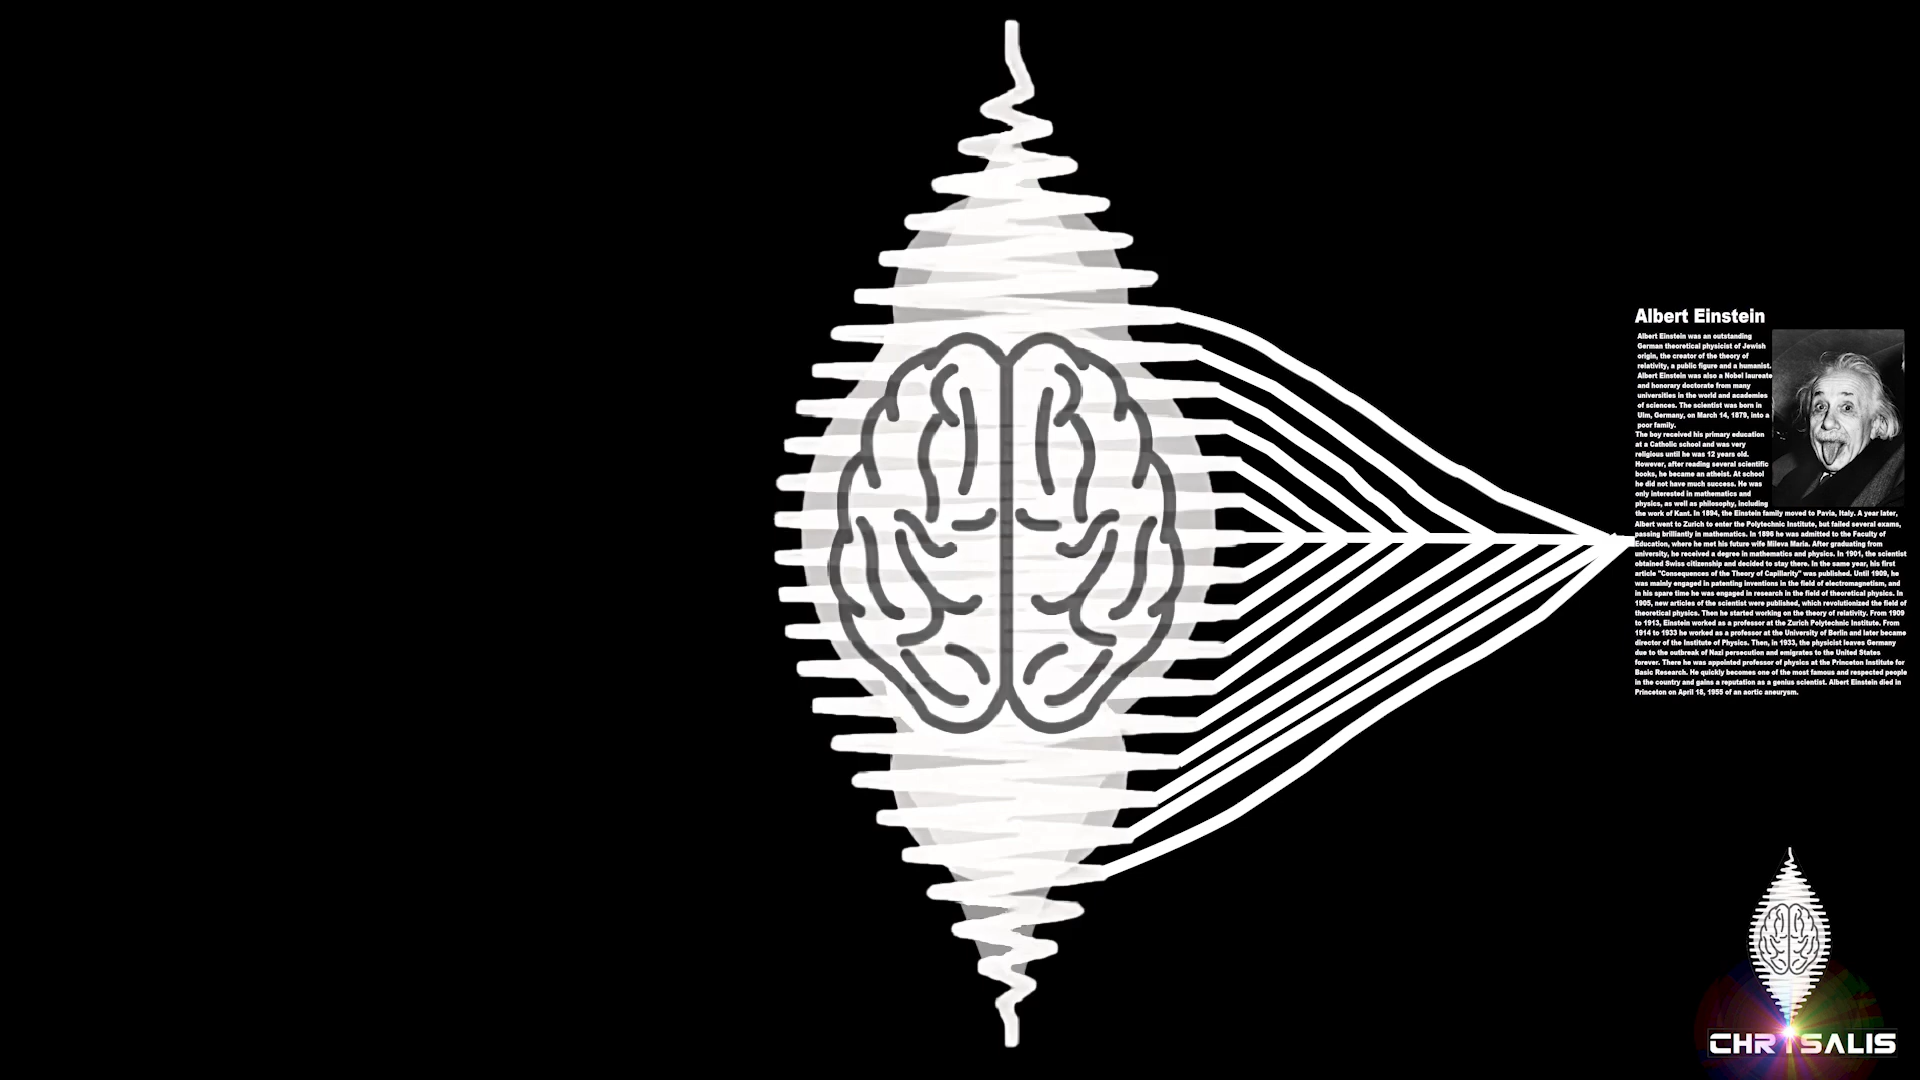 Albert Einstein
Albert Einstein was an outstanding
German theoretical physicist of Jewish
origin, the creator of the theory of
relativity, a public figure and a humanist.
Albert Einstein was also a Nobel laureate
and honorary doctorate from many
universities in the world and academies
of sciences. The scientist was born in
Ulm, Germany, on March 14, 1879, into a
poor family.
The boy received his primary education
at a Catholic school and was very
religious until he was 12 years old.
However, after reading several scientific
books, he became an atheist. At school
he did not have much success. He was
only interested in mathematics and
physics, as well as philosophy, including
the work of Kant. In 1894, the Einstein family moved to Pavia, Italy. A year later,
Albert went to Zurich to enter the Polytechnic Institute, but failed several exams,
passing brilliantly in mathematics. In 1896 he was admitted to the Faculty of
Education, where he met his future wife Mileva Maria. After graduating from
university, he received a degree in mathematics and physics. In 1901, the scientist
obtained Swiss citizenship and decided to stay there. In the same year, his first
article "Consequences of the Theory of Capillarity" was published. Until 1909, he
was mainly engaged in patenting inventions in the field of electromagnetism, and
in his spare time he was engaged in research in the field of theoretical physics. In
1905, new articles of the scientist were published, which revolutionized the field of
theoretical physics. Then he started working on the theory of relativity. From 1909
to 1913, Einstein worked as a professor at the Zurich Polytechnic Institute. From
1914 to 1933 he worked as a professor at the University of Berlin and later became
director of the Institute of Physics. Then, in 1933, the physicist leaves Germany
due to the outbreak of Nazi persecution and emigrates to the United States
forever. There he was appointed professor of physics at the Princeton Institute for
Basic Research. He quickly becomes one of the most famous and respected people
in the country and gains a reputation as a genius scientist. Albert Einstein died in
Princeton on April 18, 1955 of an aortic aneurysm.
CHRYSALIS